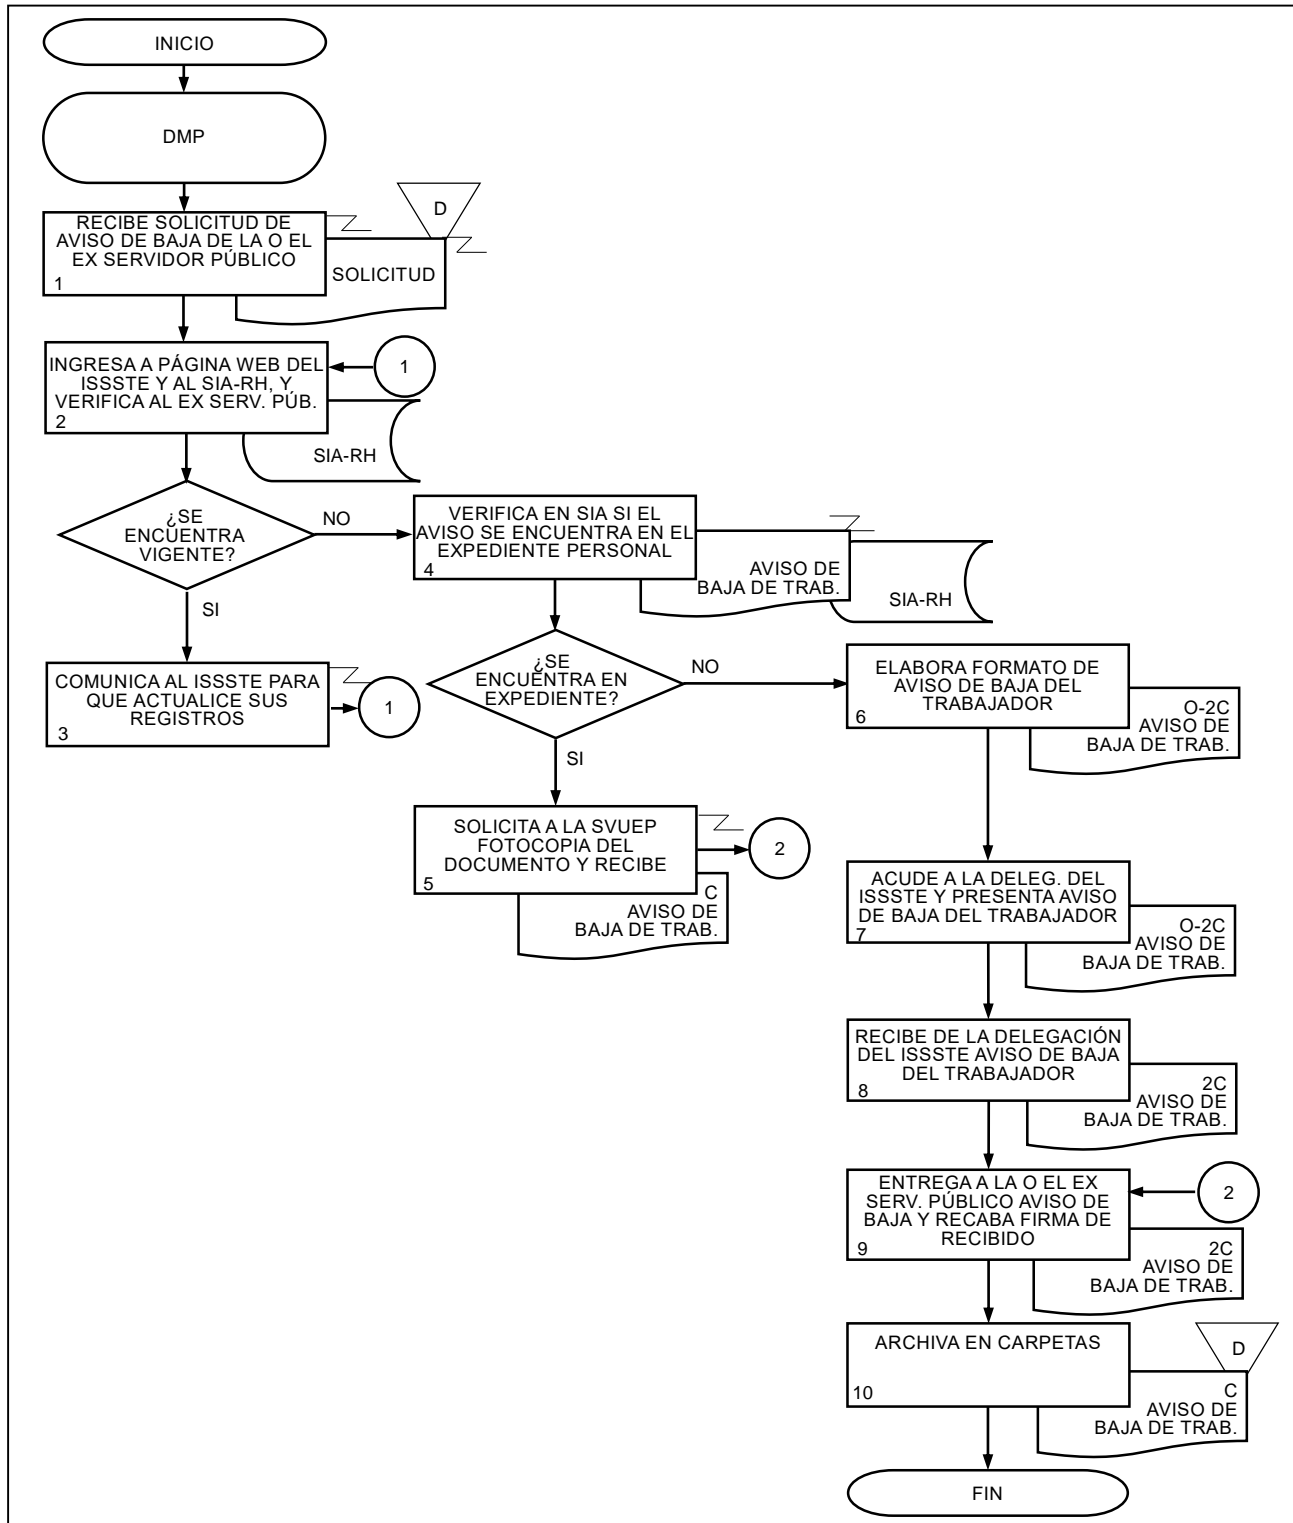 INICIO
DMP
RECIBE SOLICITUD DE
AVISO DE BAJA DE LA O EL
EX SERVIDOR PÚBLICO
1
D
SOLICITUD
INGRESA A PÁGINA WEB DEL
ISSSTE Y AL SIA-RH, Y
VERIFICA AL EX SERV. PÚB.
2
1
SIA-RH
¿SE
ENCUENTRA
VIGENTE?
NO
SI
COMUNICA AL ISSSTE PARA
QUE ACTUALICE SUS
REGISTROS
3
1
VERIFICA EN SIA SI EL
AVISO SE ENCUENTRA EN EL
EXPEDIENTE PERSONAL
4
AVISO DE
BAJA DE TRAB.
SIA-RH
¿SE
ENCUENTRA EN
EXPEDIENTE?
NO
SI
SOLICITA A LA SVUEP
FOTOCOPIA DEL
DOCUMENTO Y RECIBE
5
2
C
AVISO DE
BAJA DE TRAB.
ELABORA FORMATO DE
AVISO DE BAJA DEL
TRABAJADOR
6
O-2C
AVISO DE
BAJA DE TRAB.
ACUDE A LA DELEG. DEL
ISSSTE Y PRESENTA AVISO
DE BAJA DEL TRABAJADOR
7
O-2C
AVISO DE
BAJA DE TRAB.
RECIBE DE LA DELEGACIÓN
DEL ISSSTE AVISO DE BAJA
DEL TRABAJADOR
8
2C
AVISO DE
BAJA DE TRAB.
ENTREGA A LA O EL EX
SERV. PÚBLICO AVISO DE
BAJA Y RECABA FIRMA DE
RECIBIDO
9
2
2C
AVISO DE
BAJA DE TRAB.
ARCHIVA EN CARPETAS
10
D
C
AVISO DE
BAJA DE TRAB.
FIN